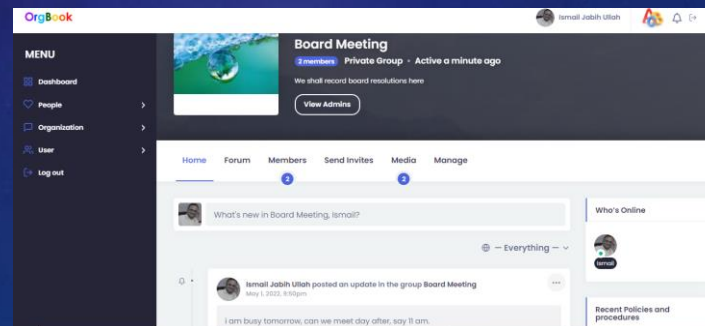 OrgBook
Ismail Jabih Ullah
MENU
Dashboard
People
Organization
User
Log out
Board Meeting
2 members Private Group • Active a minute ago
We shall record board resolutions here
View Admins
Home Forum Members Send Invites Media Manage
2 2
What's new in Board Meeting, Ismail?
— Everything —
Ismail Jabih Ullah posted an update in the group Board Meeting
May 1, 2022, 6:50pm
i am busy tomorrow, can we meet day after, say 11 am.
Who's Online
Ismail
Recent Policies and
procedures